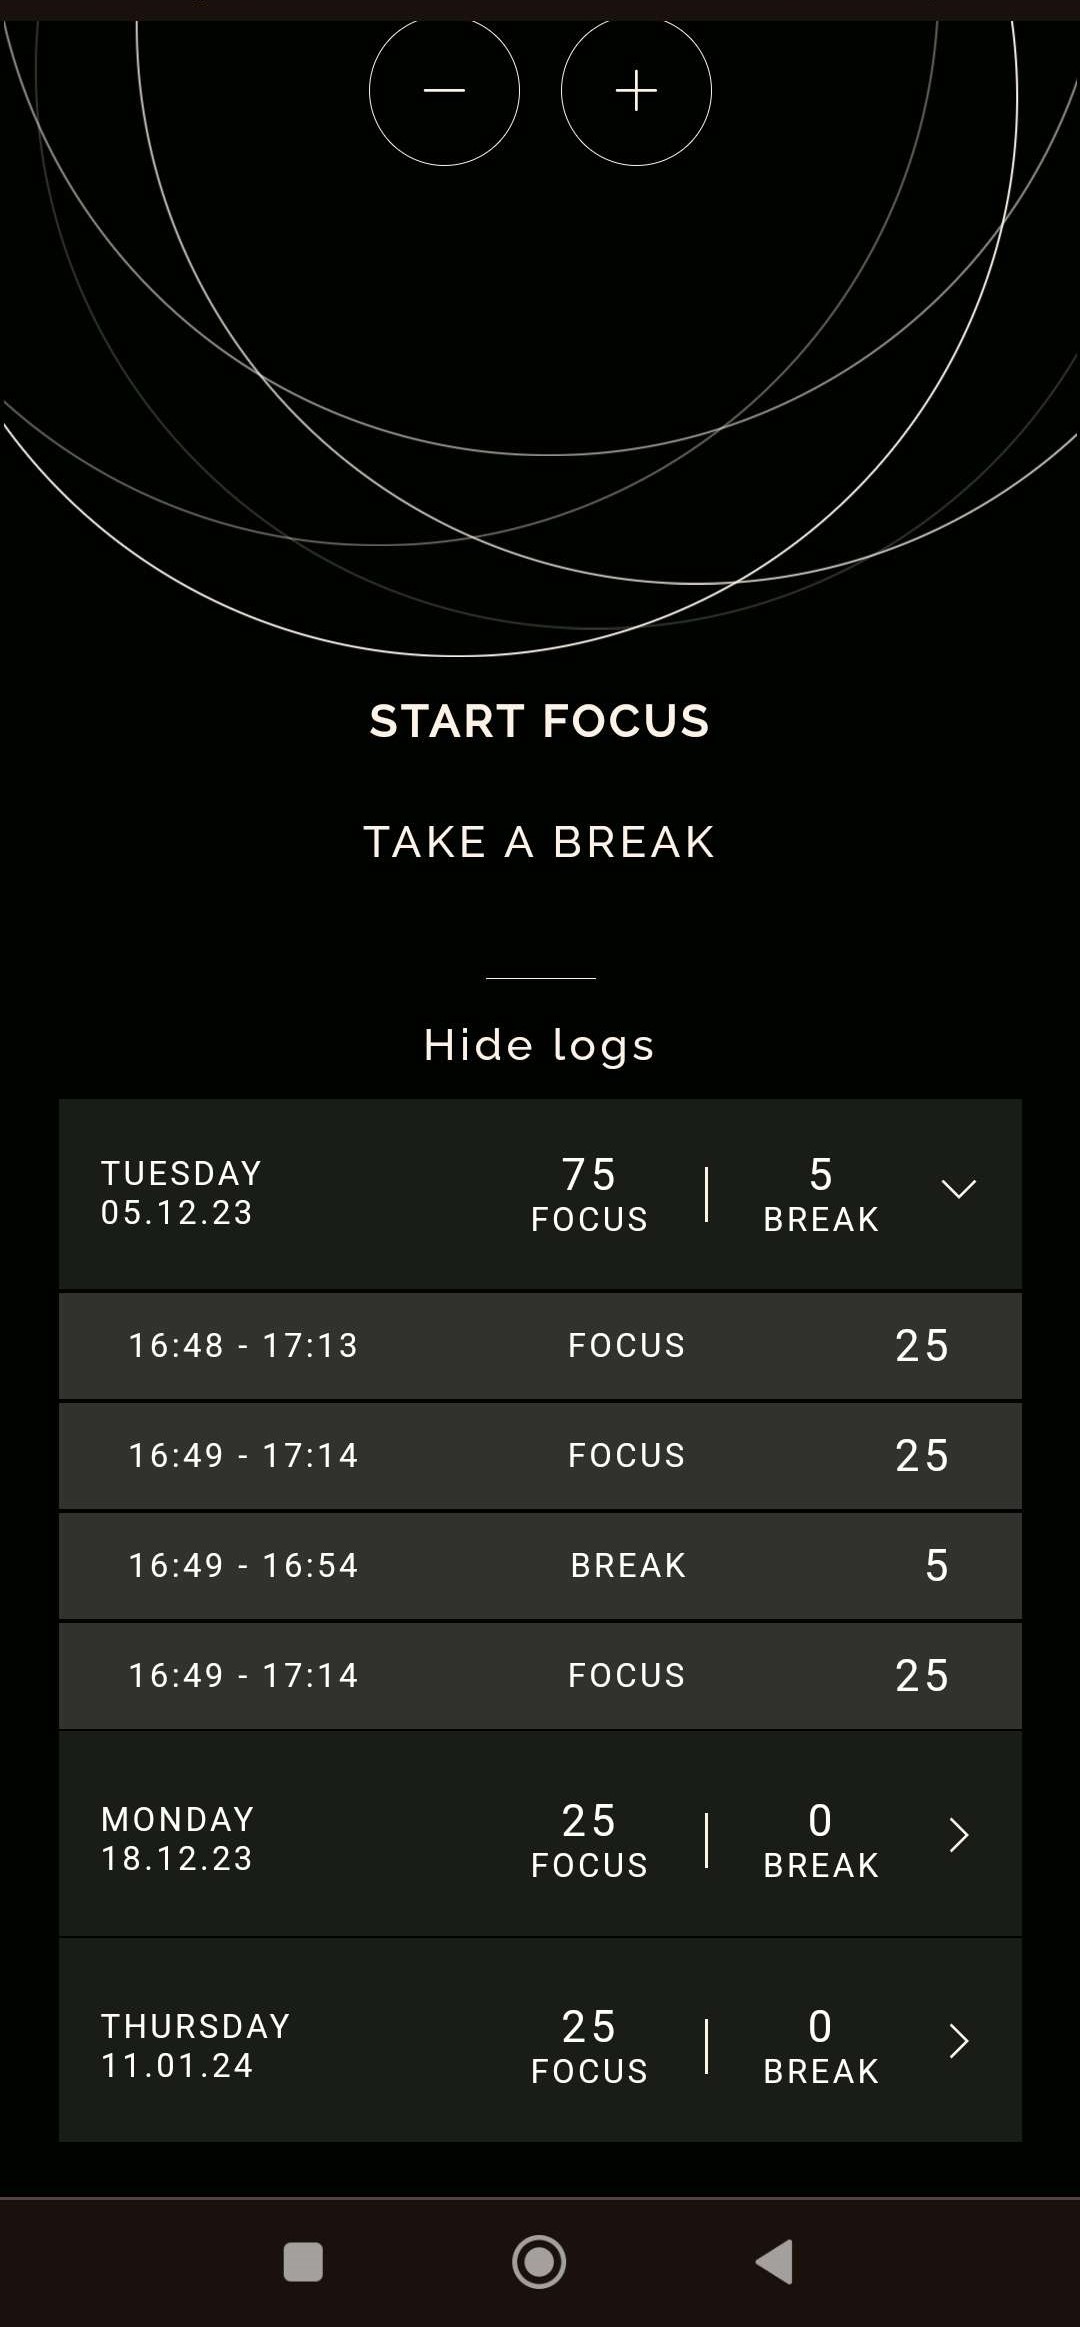 START FOCUS
TAKE A BREAK
Hide logs
TUESDAY
05.12.23
75
FOCUS
5
BREAK
16:48 - 17:13 FOCUS 25
16:49 - 17:14 FOCUS 25
16:49 - 16:54 BREAK 5
16:49 - 17:14 FOCUS 25
MONDAY
18.12.23
25
FOCUS
0
BREAK
THURSDAY
11.01.24
25
FOCUS
0
BREAK